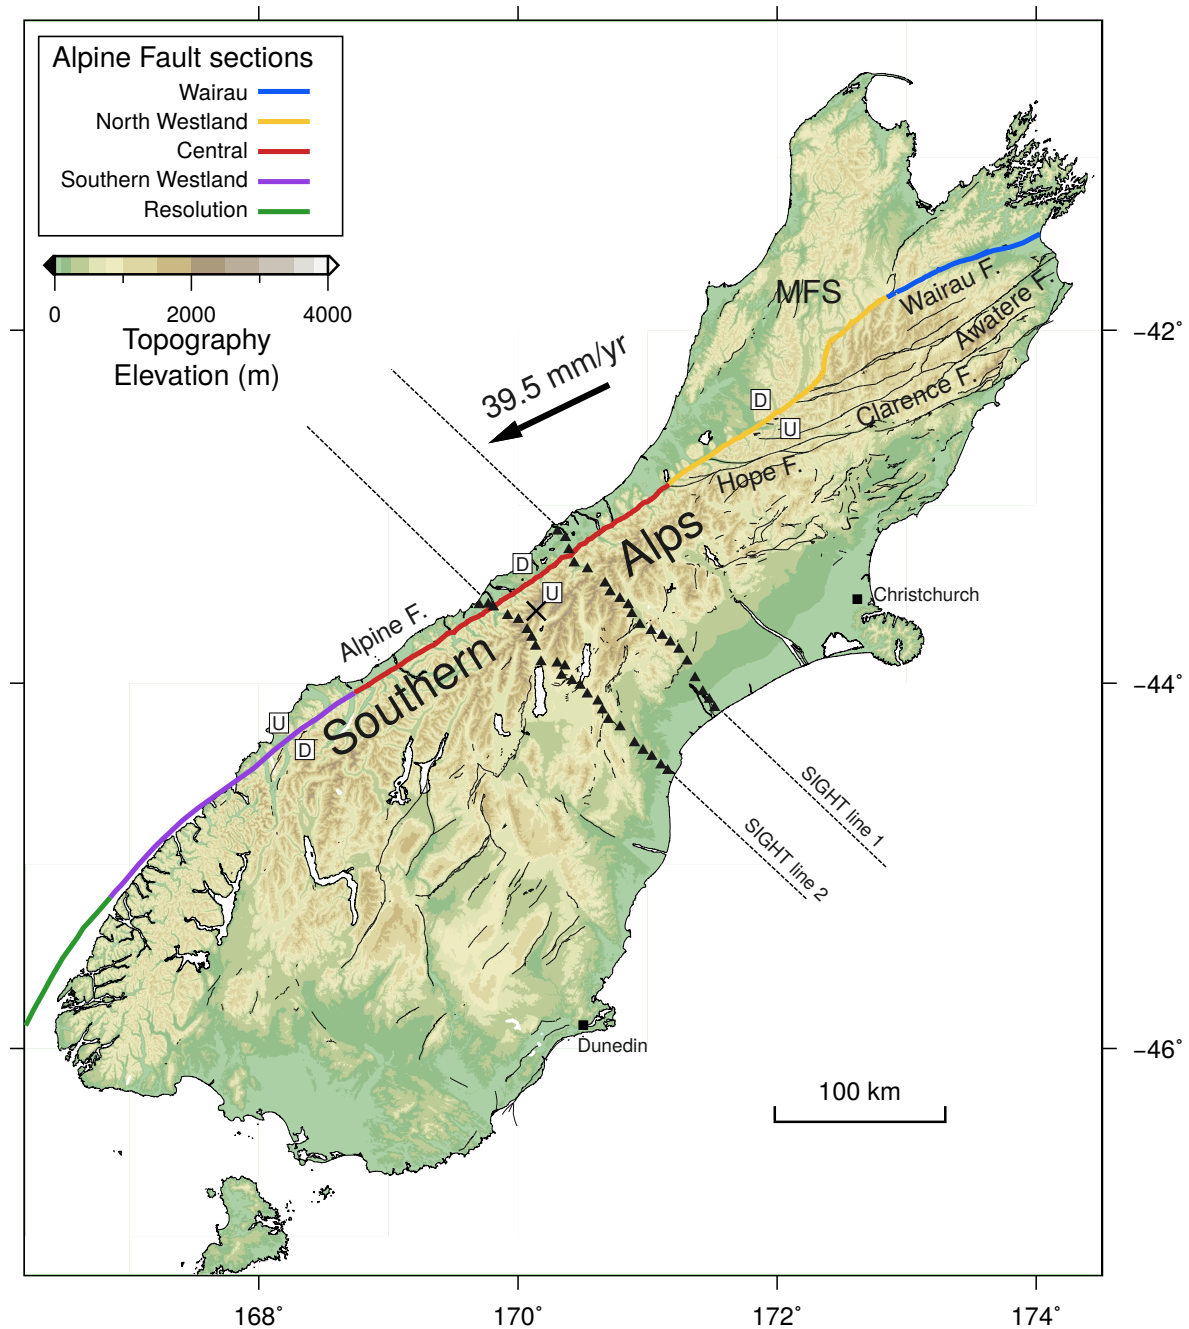 Alpine Fault sections
Wairau
North Westland
Central
Southern Westland
Resolution
0
2000
4000
Topography
Elevation (m)
39.5 mm/yr
MFS
Wairau F.
Awatere F.
Clarence F.
Hope F.
D
U
D
U
Alpine F.
U
D
Southern
Alps
Christchurch
SIGHT line 1
SIGHT line 2
Dunedin
100 km
−42˚
−44˚
−46˚
168˚
170˚
172˚
174˚